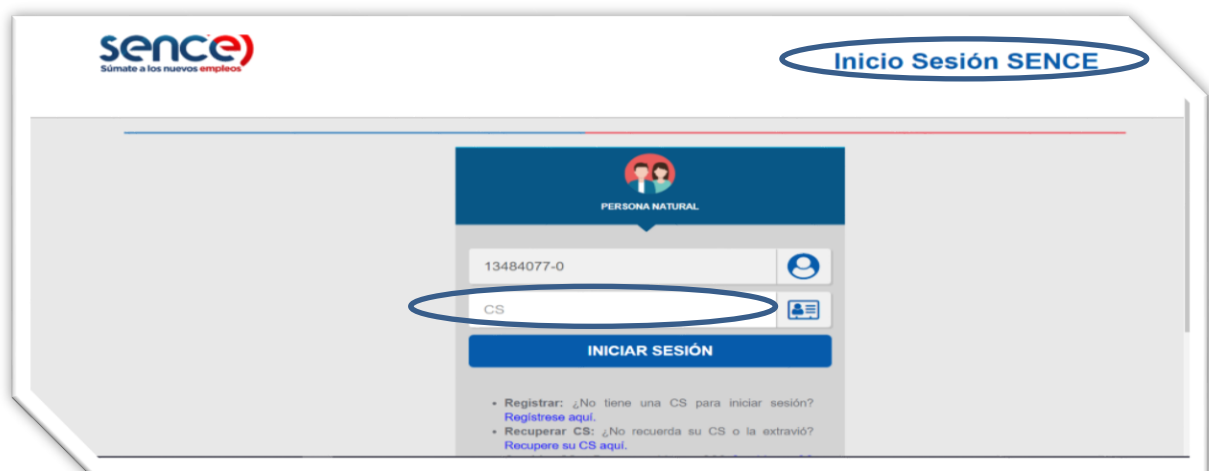 sence)
Súmate a los nuevos empleos
Inicio Sesión SENCE
PERSONA NATURAL
13484077-0
CS
INICIAR SESIÓN
• Registrar: ¿No tiene una CS para iniciar sesión?
Regístrese aquí.
• Recuperar CS: ¿No recuerda su CS o la extravió?
Recupere su CS aquí.